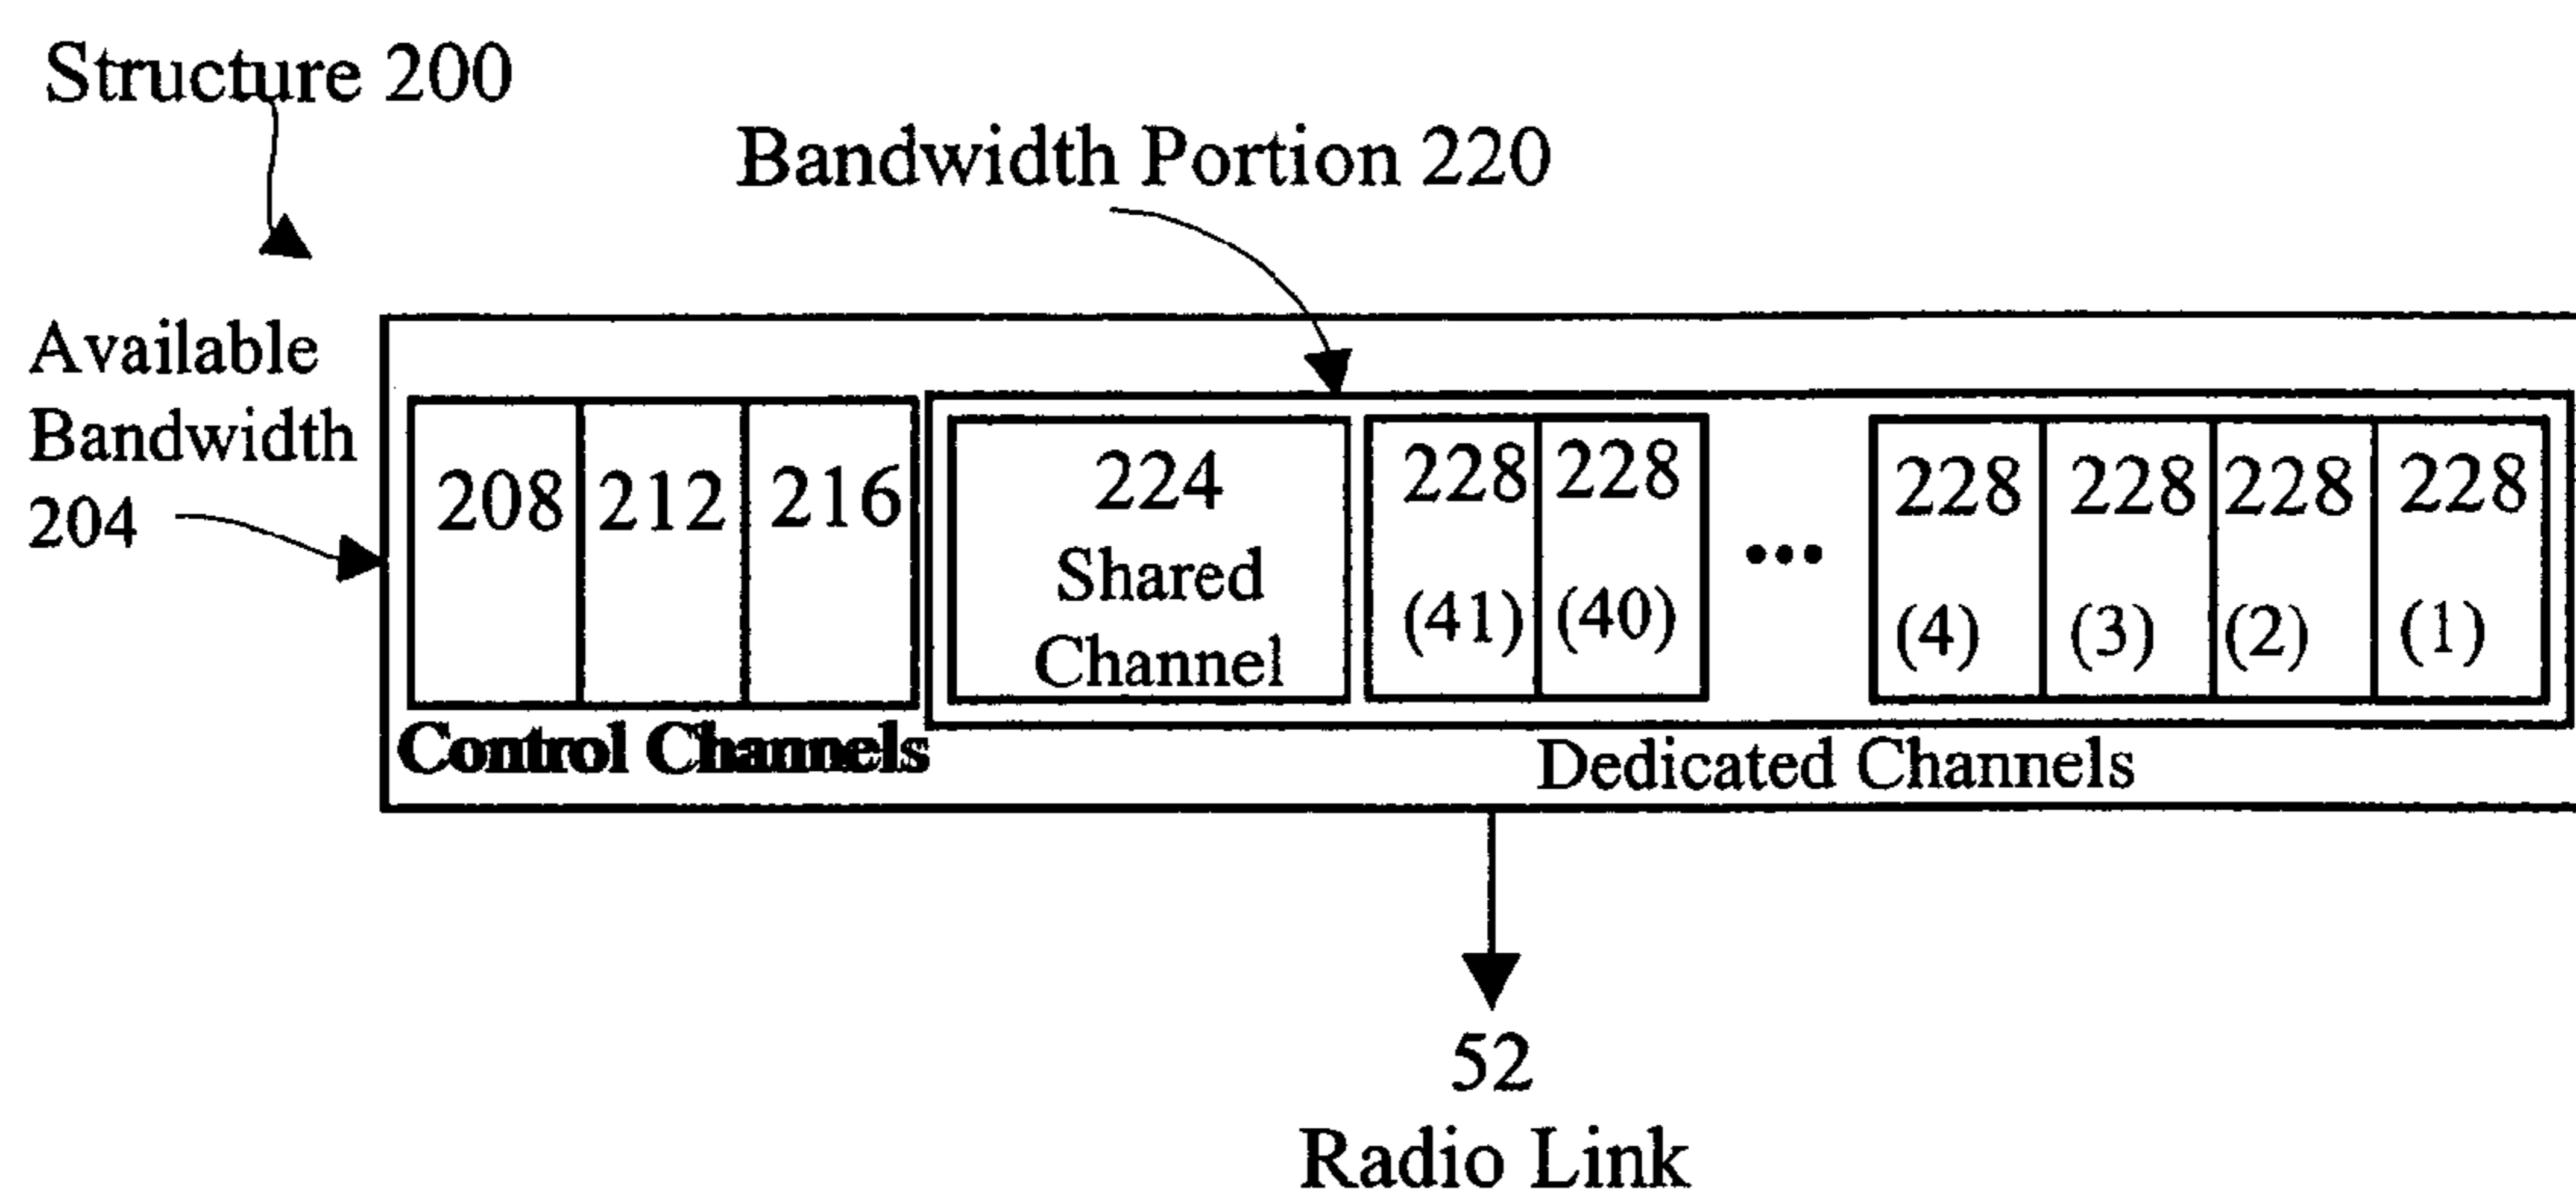 Structure 200
Bandwidth Portion 220
Available
Bandwidth
204
208 212 216
224
Shared
Channel
228 228 ••• 228 228 228 228
(41) (40) (4) (3) (2) (1)
Control Channels
Dedicated Channels
52
Radio Link